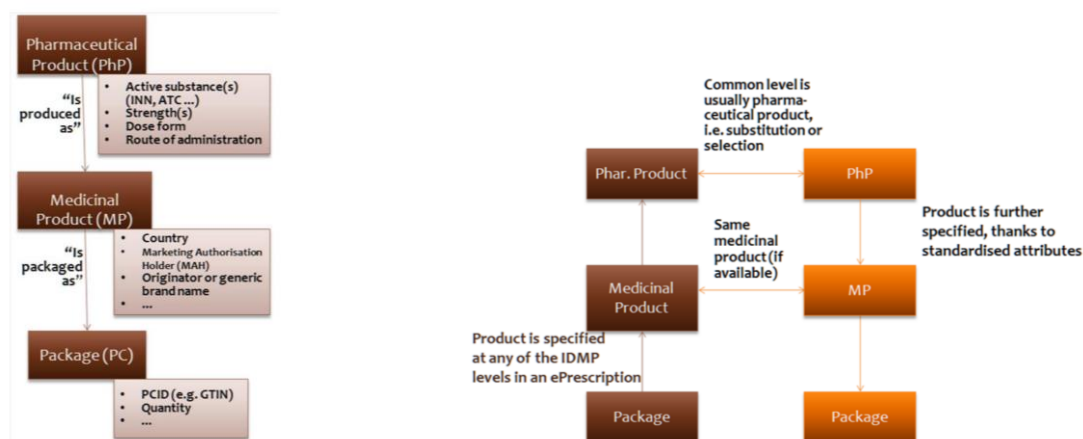 Pharmaceutical
Product (PhP)
• Active substance(s)
(INN, ATC ...)
• Strength(s)
• Dose form
• Route of administration
“Is
produced
as”
Medicinal
Product (MP)
• Country
• Marketing Authorisation
Holder (MAH)
• Originator or generic
brand name
• ...
“Is
packaged
as”
Package (PC)
• PCID (e.g. GTIN)
• Quantity
• ...
Common level is
usually pharma-
ceutical product,
i.e. substitution or
selection
Phar. Product
PhP
Product is further
specified, thanks to
standardised attributes
Same
medicinal
product (if
available)
Medicinal
Product
MP
Product is specified
at any of the IDMP
levels in an ePrescription
Package
Package